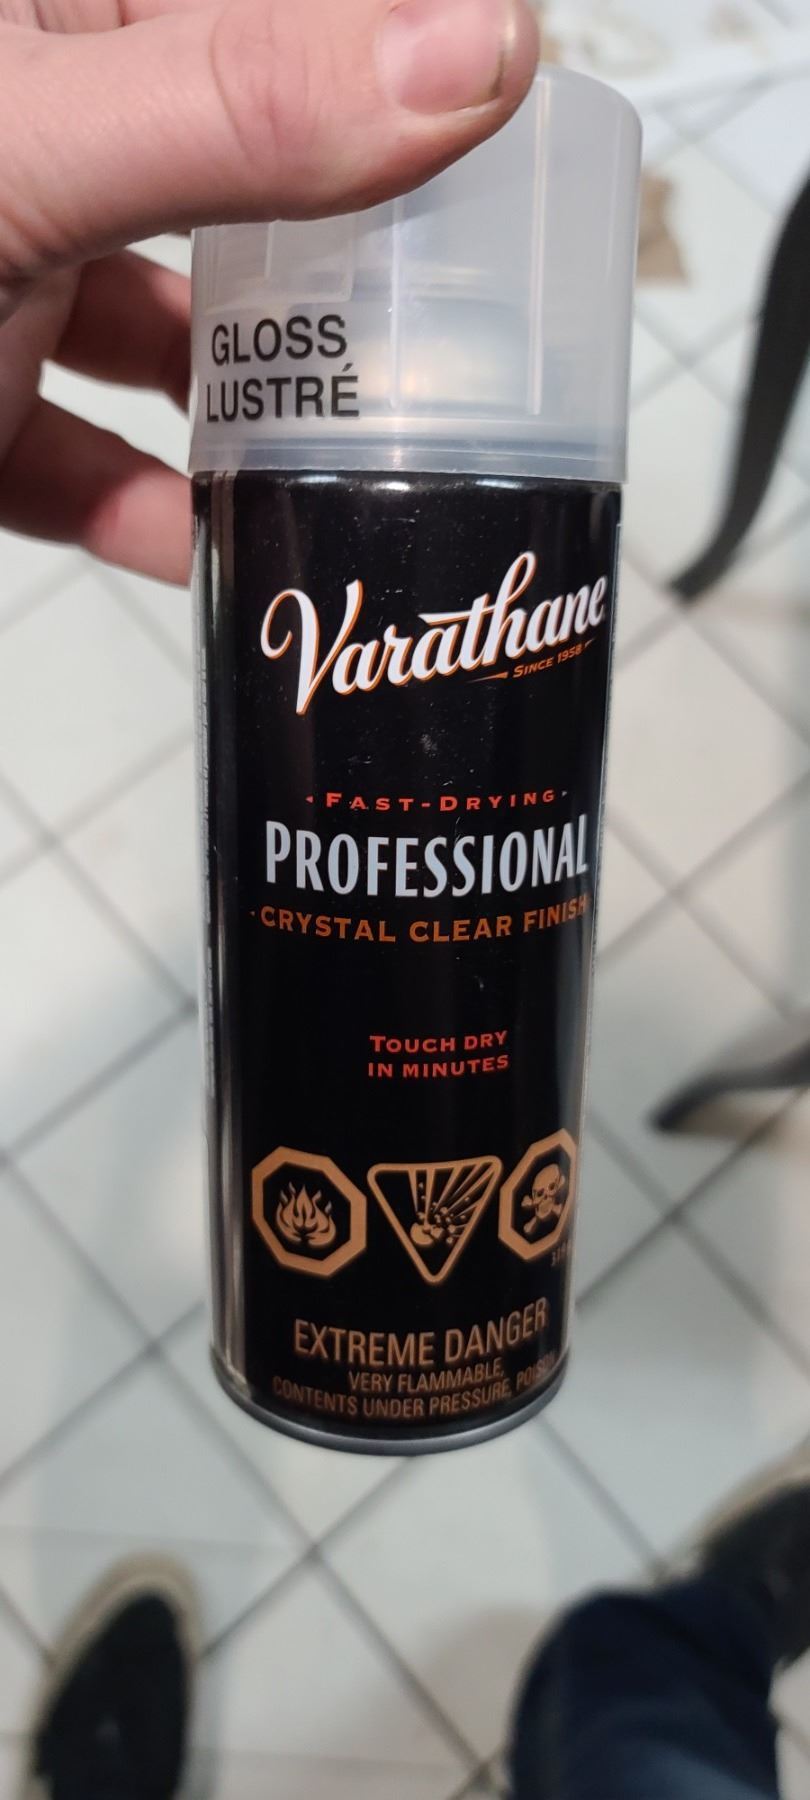 GLOSS
LUSTRÉ
Varathane
SINCE 1958
FAST-DRYING
PROFESSIONAL
CRYSTAL CLEAR FINISH
TOUCH DRY
IN MINUTES
EXTREME DANGER
VERY FLAMMABLE,
CONTENTS UNDER PRESSURE, POISON